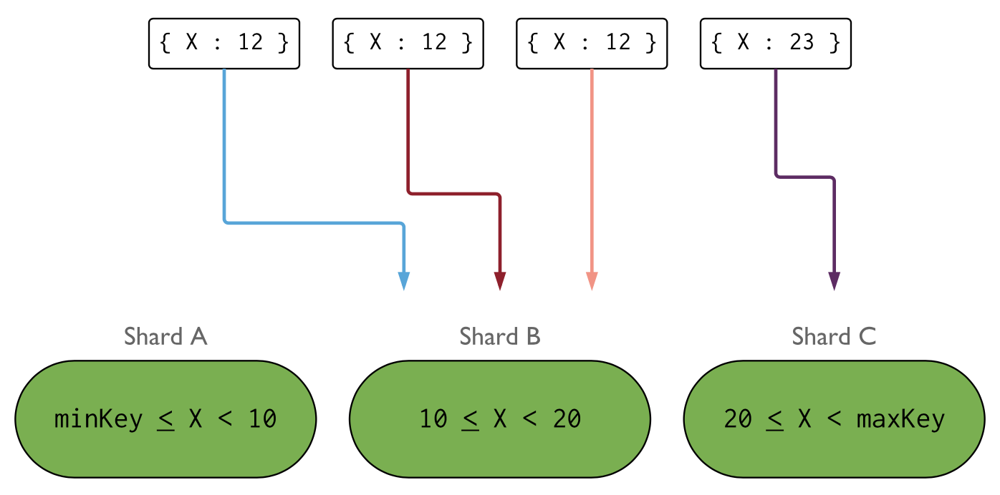 { X : 12 } { X : 12 } { X : 12 } { X : 23 }
Shard A Shard B Shard C
minKey ≤ X < 10 10 ≤ X < 20 20 ≤ X < maxKey